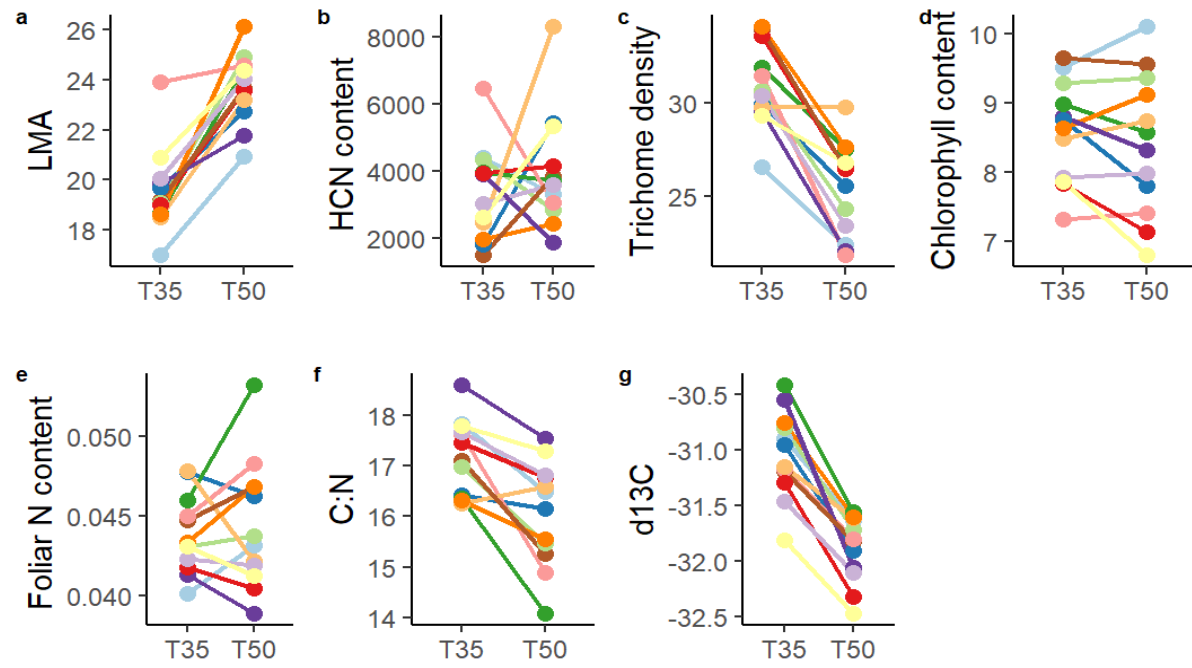 a
LMA
26
24
22
20
18
T35 T50
b
HCN content
8000
6000
4000
2000
T35 T50
c
Trichome density
30
25
T35 T50
d
Chlorophyll content
10
9
8
7
T35 T50
e
Foliar N content
0.050
0.045
0.040
T35 T50
f
C:N
18
17
16
15
14
T35 T50
g
d13C
-30.5
-31.0
-31.5
-32.0
-32.5
T35 T50